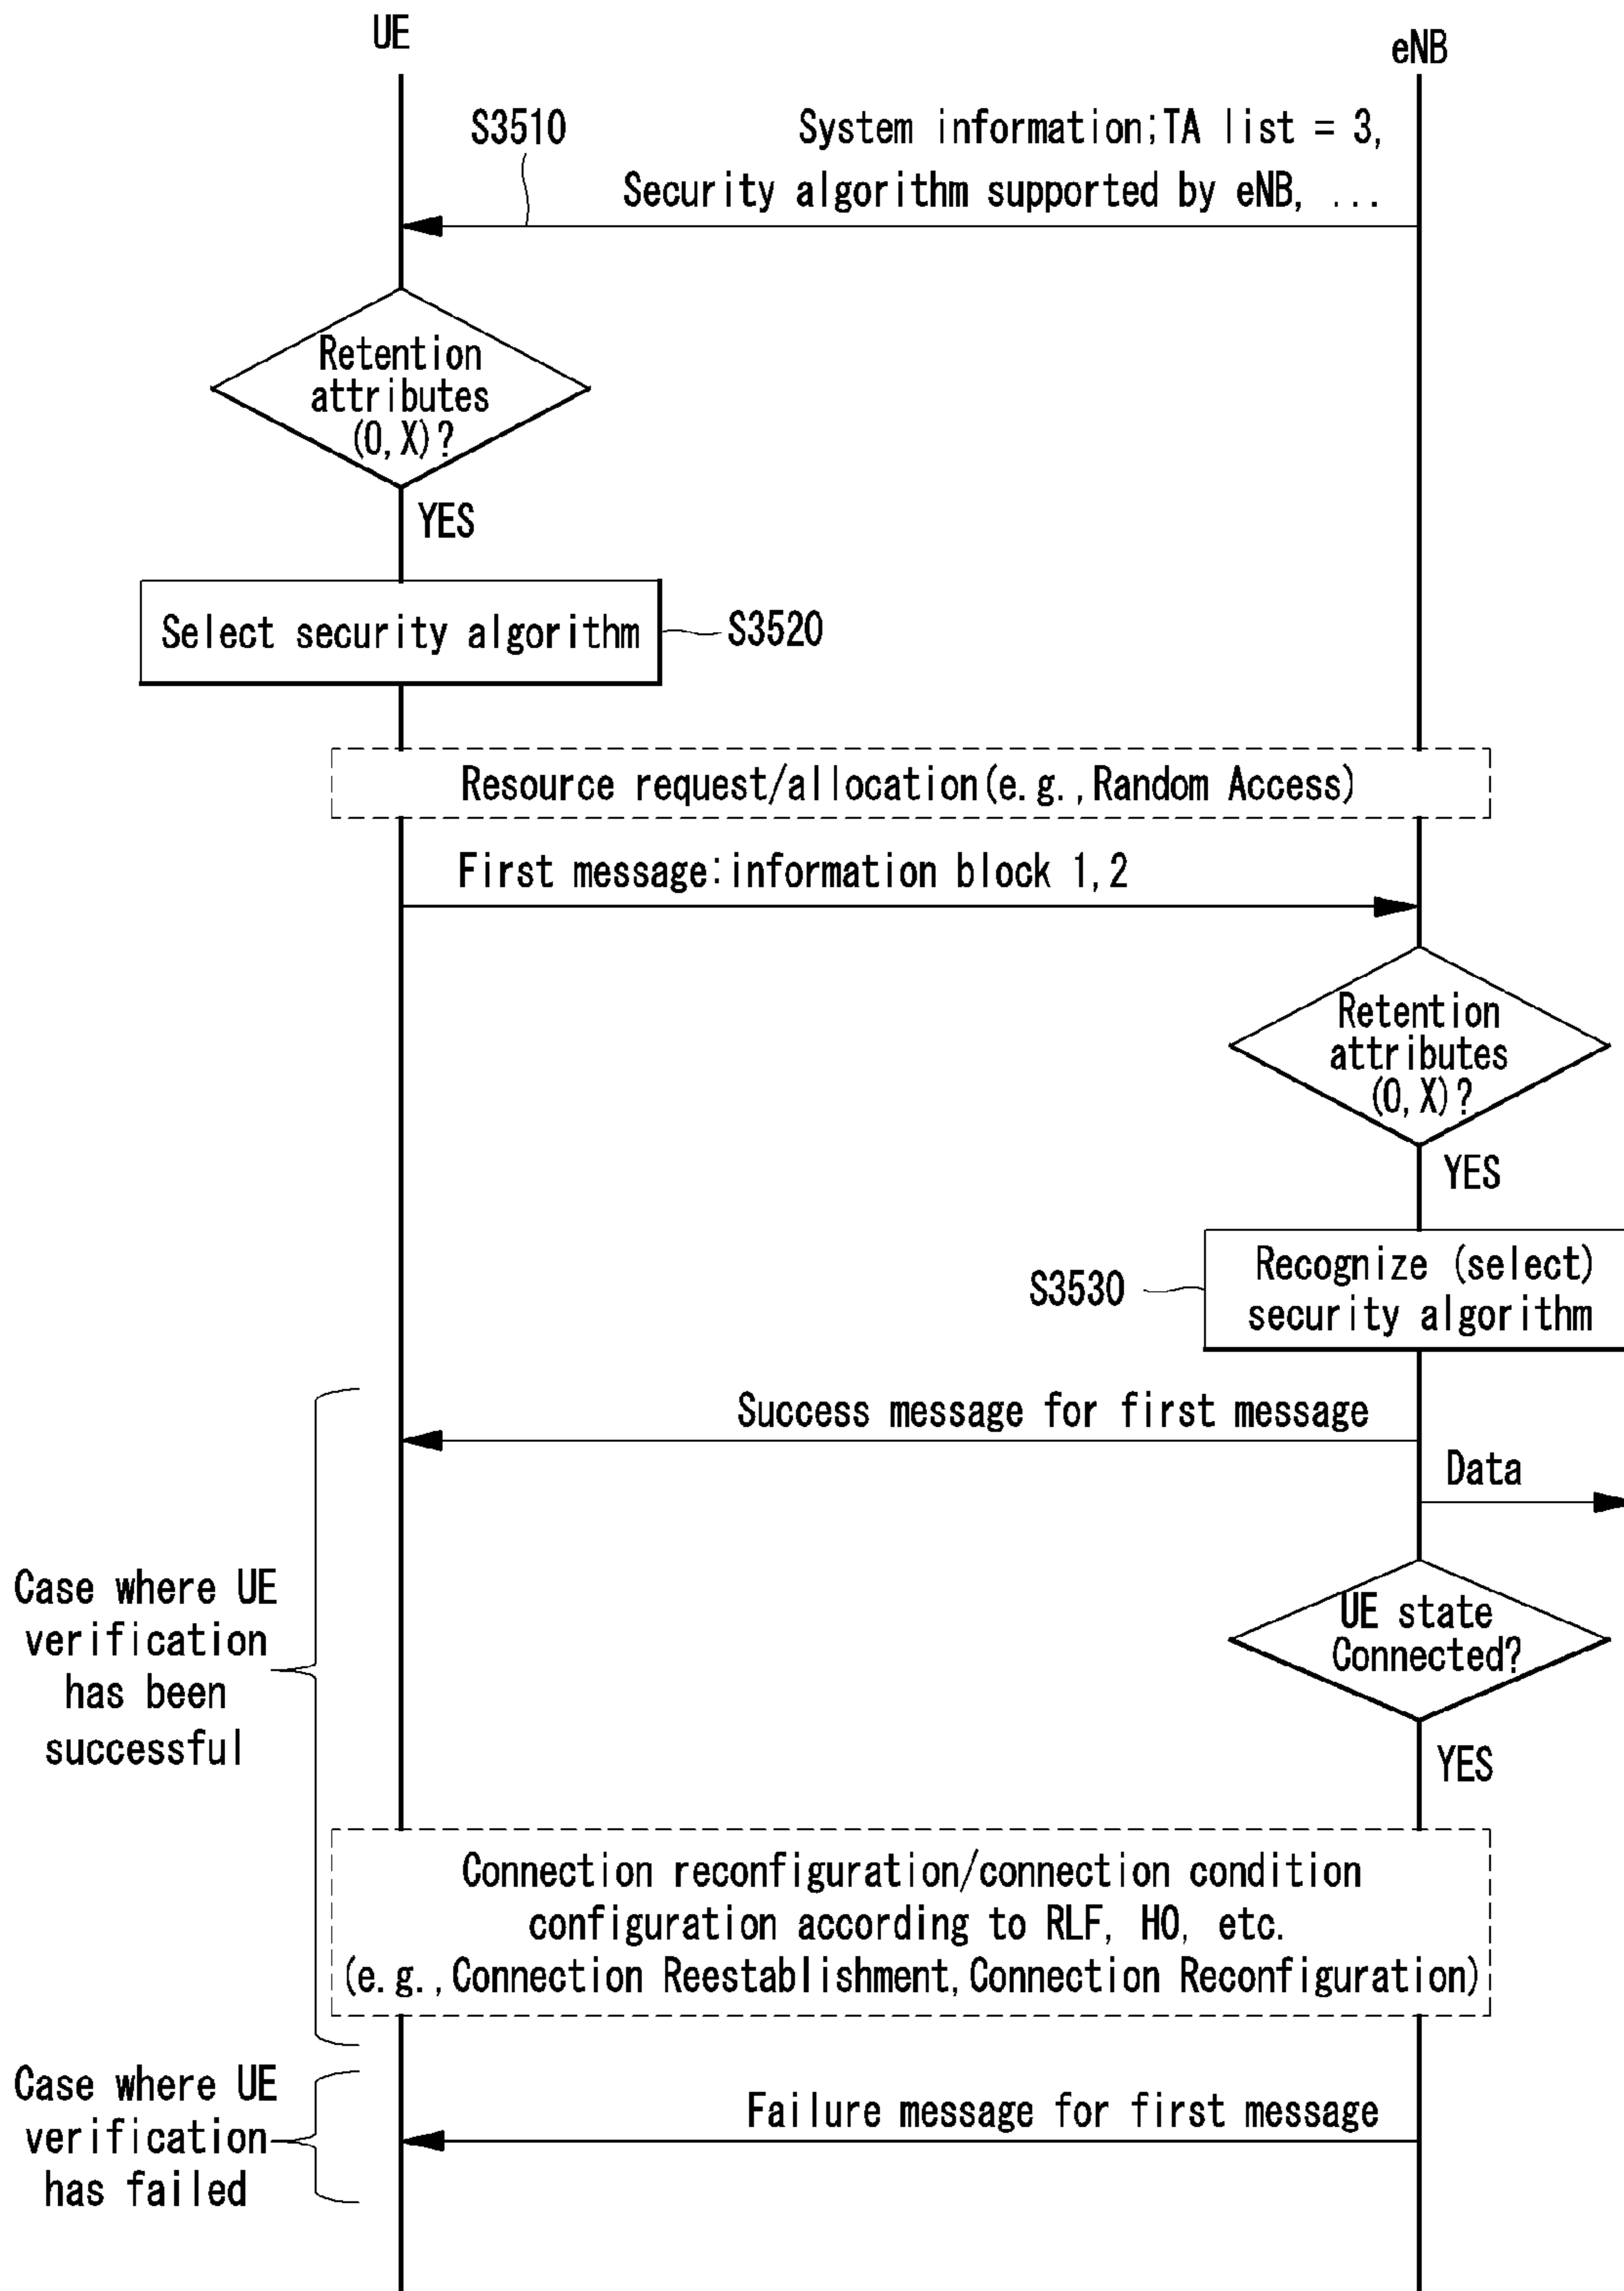 UE
eNB
S3510
System information;TA list = 3,
Security algorithm supported by eNB, ...
Retention
attributes
(O,X)?
YES
Select security algorithm
S3520
Resource request/allocation(e.g.,Random Access)
First message:information block 1,2
Retention
attributes
(O,X)?
YES
Recognize (select)
security algorithm
S3530
Success message for first message
Data
Case where UE
verification
has been
successful
UE state
Connected?
YES
Connection reconfiguration/connection condition
configuration according to RLF, HO, etc.
(e.g.,Connection Reestablishment,Connection Reconfiguration)
Case where UE
verification
has failed
Failure message for first message